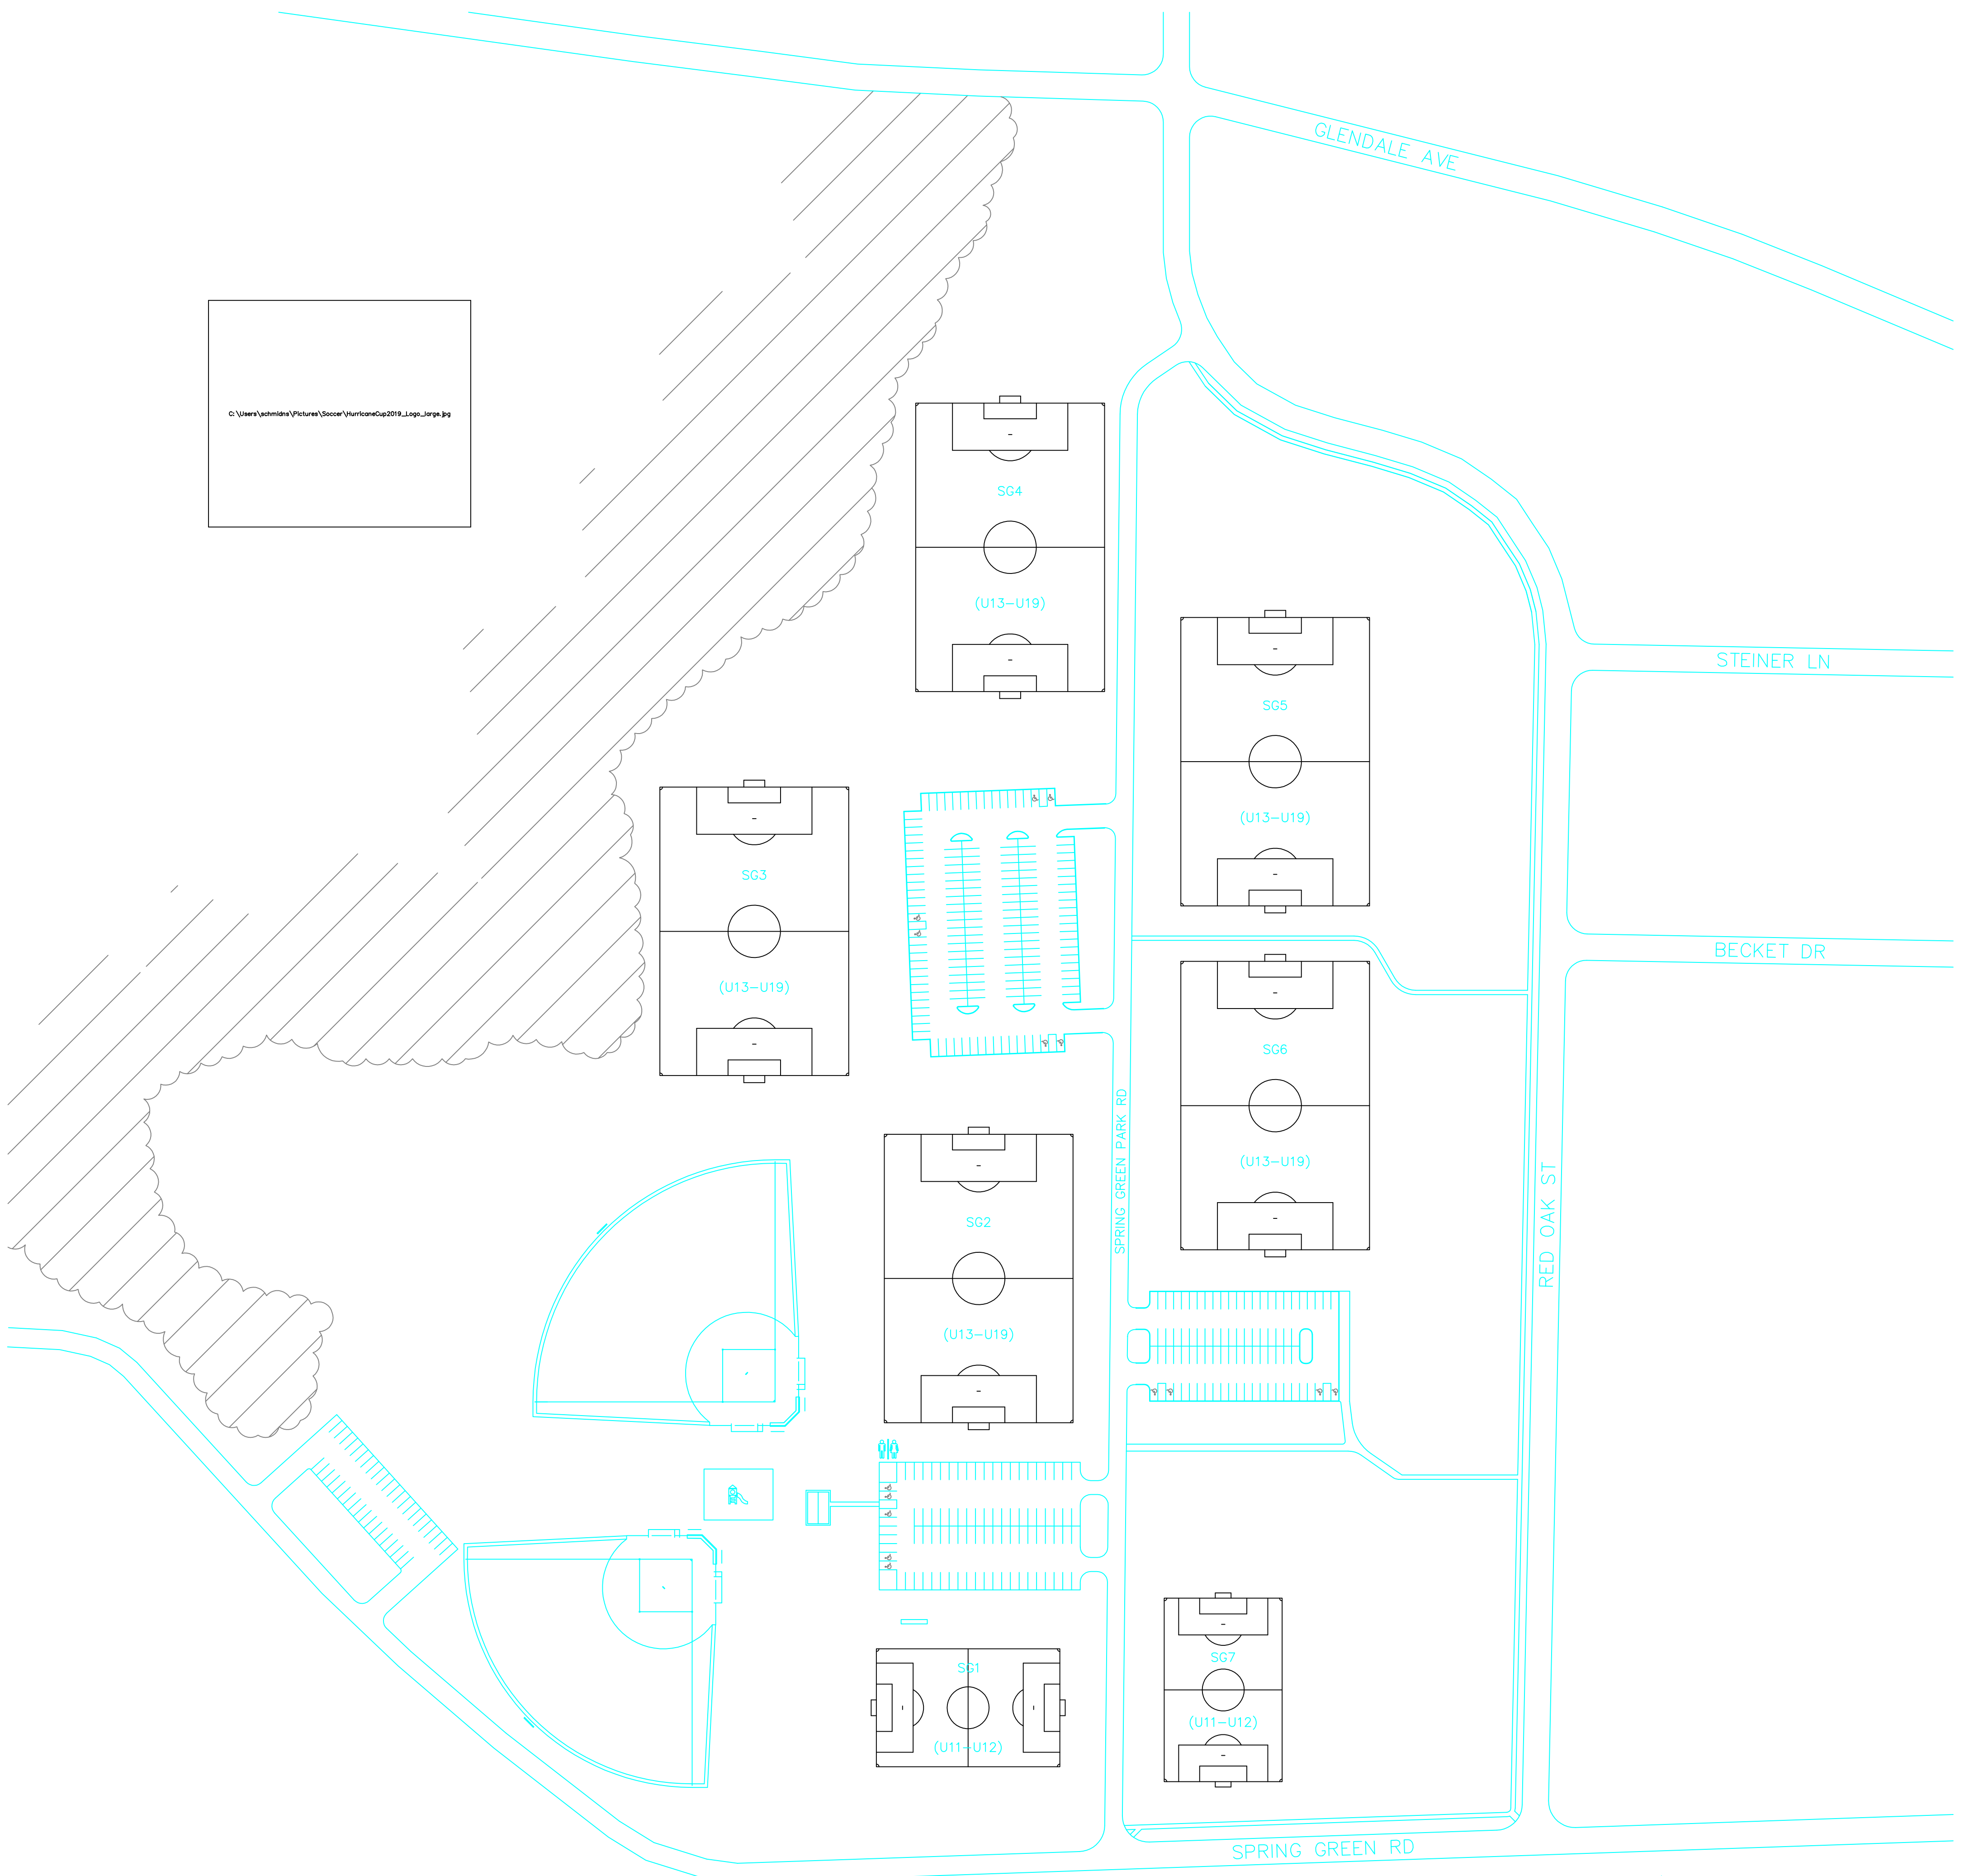 GLENDALE AVE
C:\Users\schmidns\Pictures\Soccer\HurricaneCup2019_Logo_large.jpg
SG4
(U13-U19)
STEINER LN
SG5
(U13-U19)
SG3
(U13-U19)
BECKET DR
SG6
(U13-U19)
SPRING GREEN PARK RD
RED OAK ST
SG2
(U13-U19)
SG1
(U11-U12)
SG7
(U11-U12)
SPRING GREEN RD